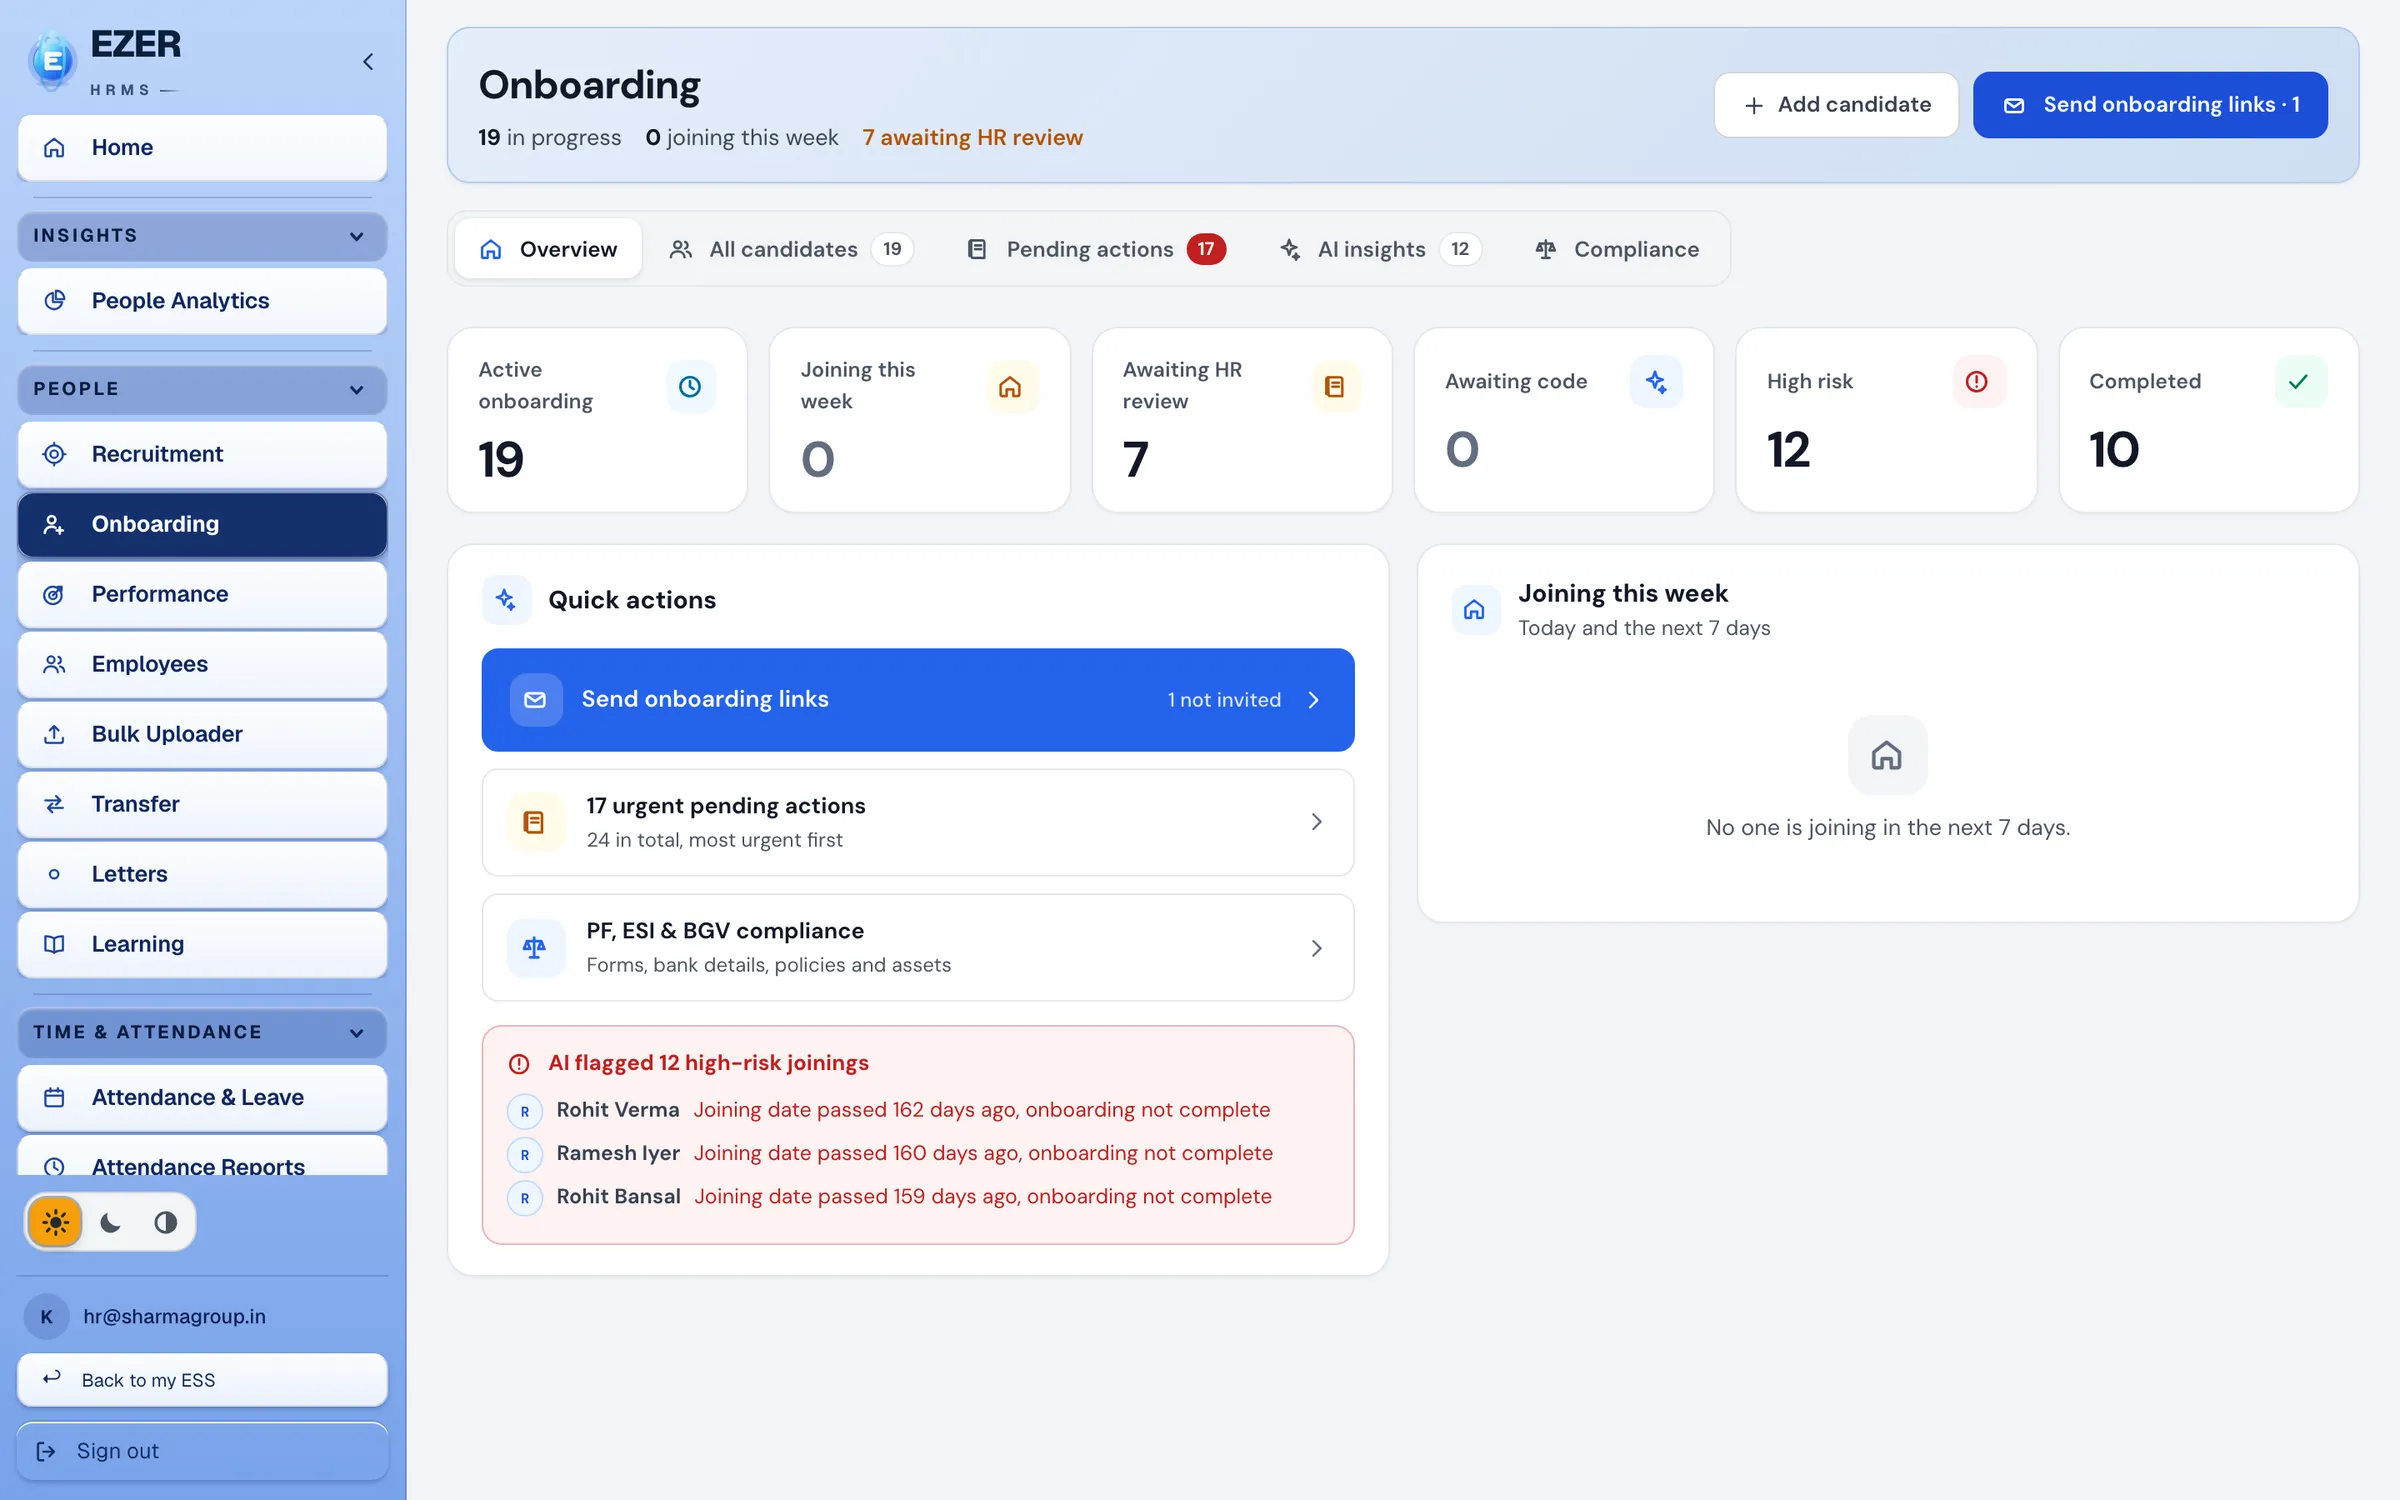 E
EZER
HRMS
Home
INSIGHTS
People Analytics
PEOPLE
Recruitment
Onboarding
Performance
Employees
Bulk Uploader
Transfer
Letters
Learning
TIME & ATTENDANCE
Attendance & Leave
Attendance Reports
K hr@sharmagroup.in
Back to my ESS
Sign out
Onboarding
19 in progress 0 joining this week 7 awaiting HR review
+ Add candidate
Send onboarding links · 1
Overview All candidates 19 Pending actions 17 AI insights 12 Compliance
Active
onboarding
19
Joining this
week
0
Awaiting HR
review
7
Awaiting code
0
High risk
12
Completed
10
Quick actions
Send onboarding links 1 not invited
17 urgent pending actions
24 in total, most urgent first
PF, ESI & BGV compliance
Forms, bank details, policies and assets
AI flagged 12 high-risk joinings
R Rohit Verma Joining date passed 162 days ago, onboarding not complete
R Ramesh Iyer Joining date passed 160 days ago, onboarding not complete
R Rohit Bansal Joining date passed 159 days ago, onboarding not complete
Joining this week
Today and the next 7 days
No one is joining in the next 7 days.